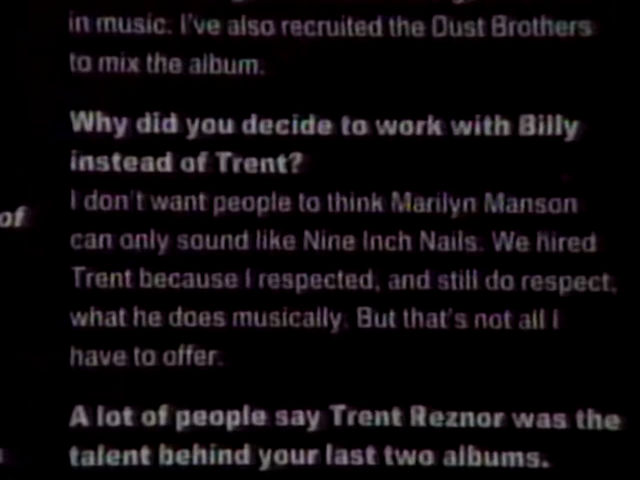 in music. I've also recruited the Dust Brothers
to mix the album.
Why did you decide to work with Billy
instead of Trent?
I don't want people to think Marilyn Manson
of
can only sound like Nine Inch Nails. We hired
Trent because I respected, and still do respect,
what he does musically. But that's not all I
have to offer.
A lot of people say Trent Reznor was the
talent behind your last two albums.